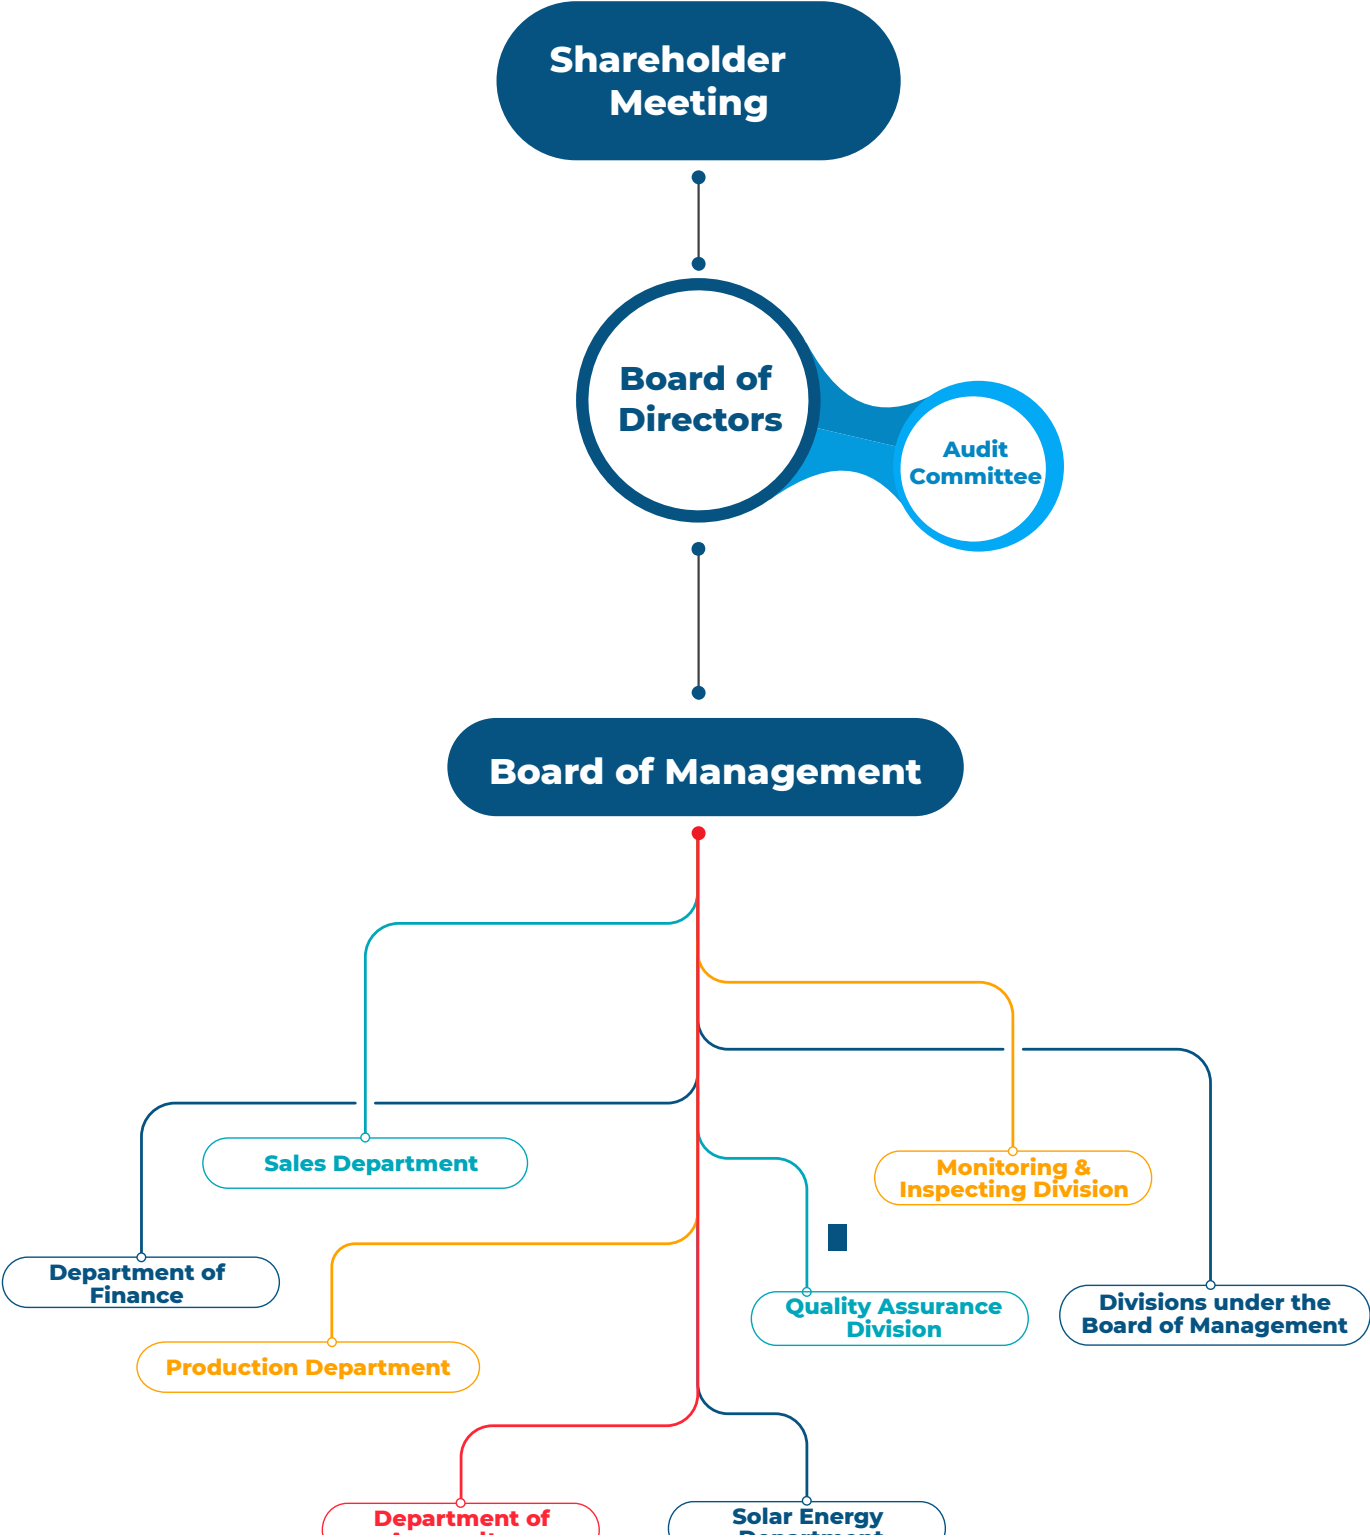 Shareholder
Meeting
Board of
Directors
Audit
Committee
Board of Management
Sales Department
Monitoring &
Inspecting Division
Department of
Finance
Quality Assurance
Division
Divisions under the
Board of Management
Production Department
Department of
Solar Energy
Department